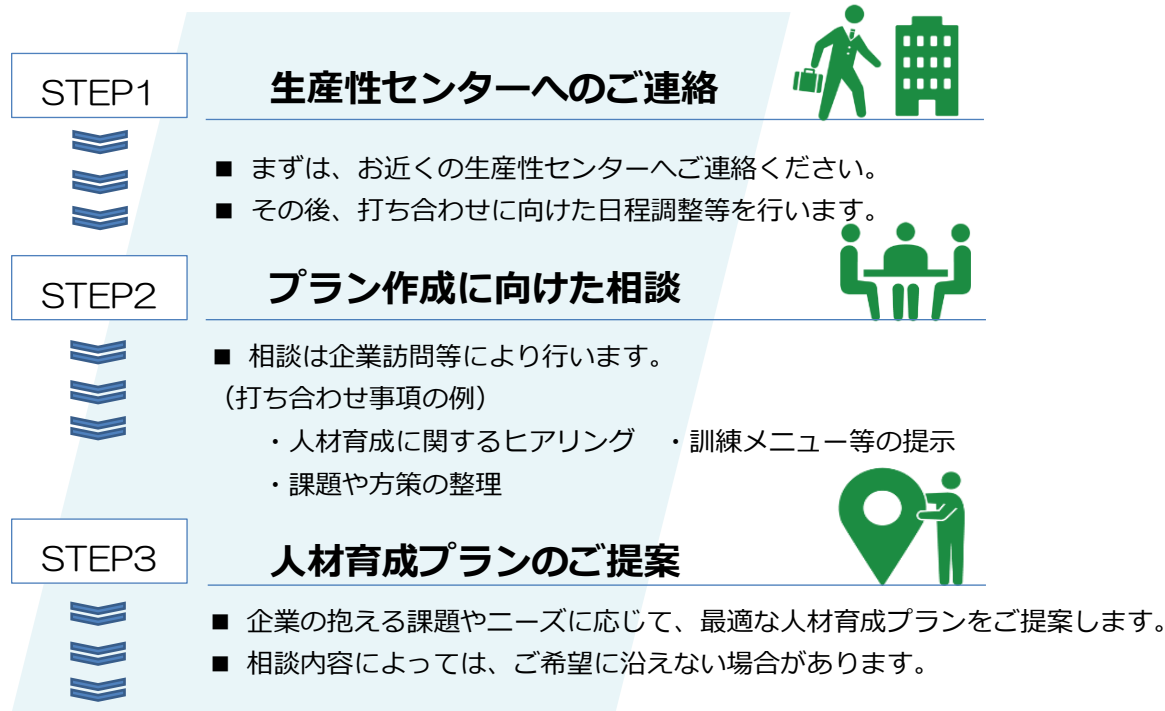 STEP1
生産性センターへのご連絡
■ まずは、お近くの生産性センターへご連絡ください。
■ その後、打ち合わせに向けた日程調整等を行います。
STEP2
プラン作成に向けた相談
■ 相談は企業訪問等により行います。
（打ち合わせ事項の例）
・人材育成に関するヒアリング　・訓練メニュー等の提示
・課題や方策の整理
STEP3
人材育成プランのご提案
■ 企業の抱える課題やニーズに応じて、最適な人材育成プランをご提案します。
■ 相談内容によっては、ご希望に沿えない場合があります。